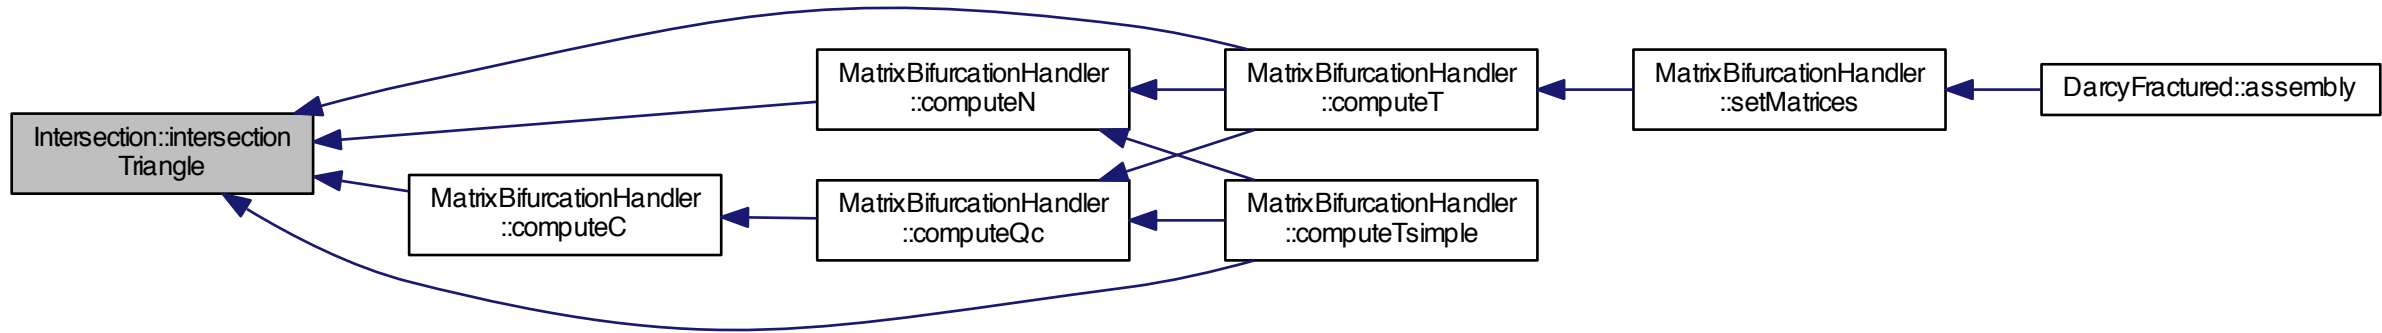 Intersection::intersection
Triangle
MatrixBifurcationHandler
::computeN
MatrixBifurcationHandler
::computeC
MatrixBifurcationHandler
::computeQc
MatrixBifurcationHandler
::computeT
MatrixBifurcationHandler
::computeTsimple
MatrixBifurcationHandler
::setMatrices
DarcyFractured::assembly